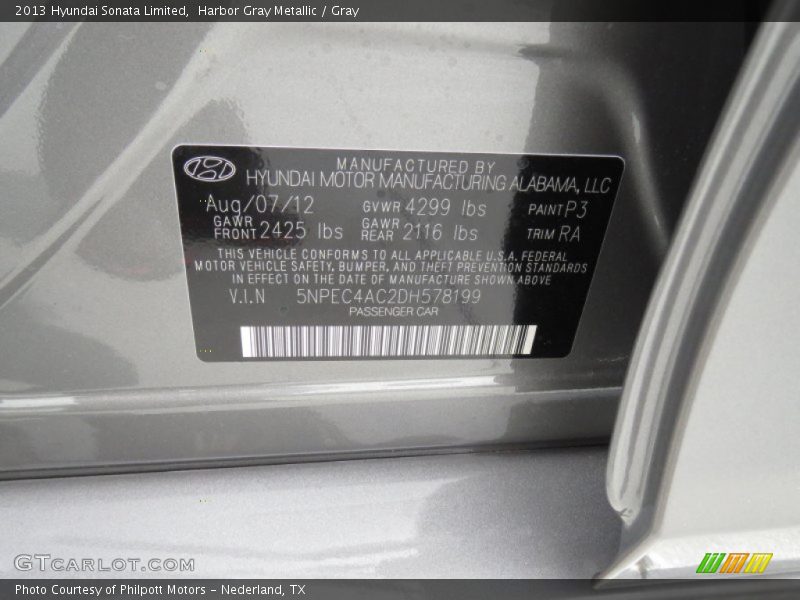 2013 Hyundai Sonata Limited,  Harbor Gray Metallic / Gray
MANUFACTURED BY
HYUNDAI MOTOR MANUFACTURING ALABAMA, LLC
Aug/07/12 GVWR 4299 lbs PAINT P3
GAWR FRONT 2425 lbs GAWR REAR 2116 lbs TRIM RA
THIS VEHICLE CONFORMS TO ALL APPLICABLE U.S.A. FEDERAL
MOTOR VEHICLE SAFETY, BUMPER, AND THEFT PREVENTION STANDARDS
IN EFFECT ON THE DATE OF MANUFACTURE SHOWN ABOVE
V.I.N 5NPEC4AC2DH578199
PASSENGER CAR
GTCARLOT.COM
Photo Courtesy of Philpott Motors - Nederland, TX